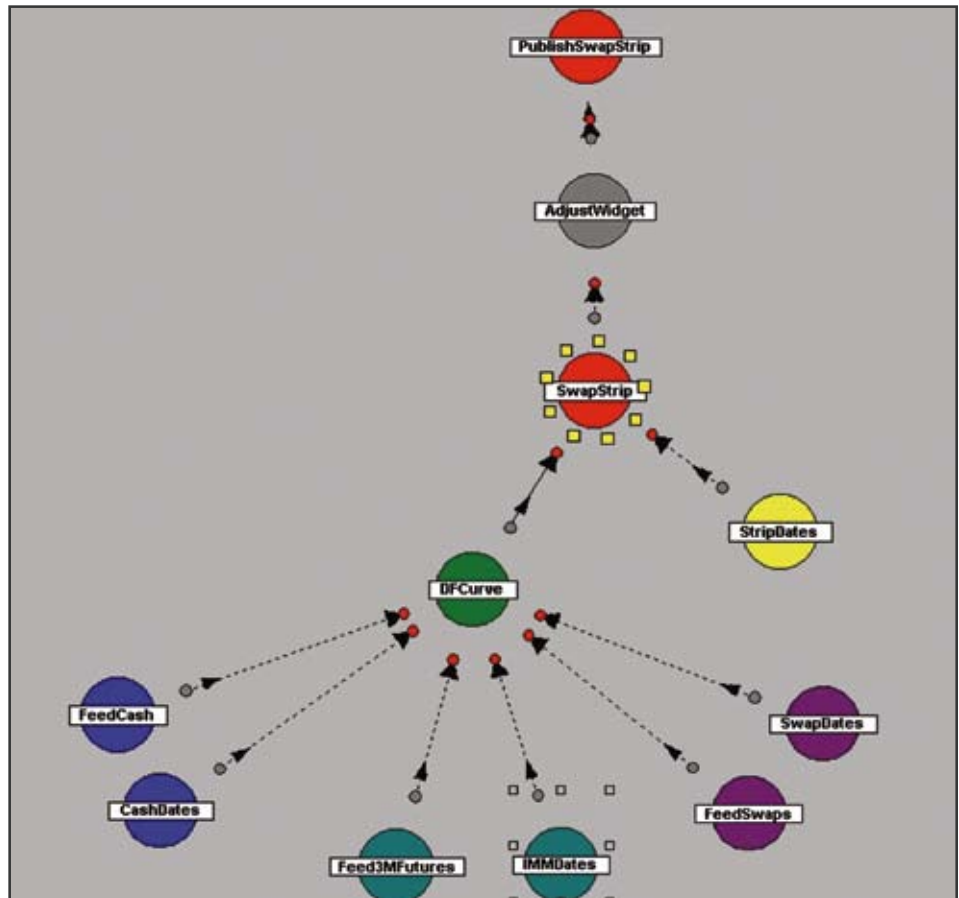 PublishSwapStrip
AdjustWidget
SwapStrip
StripDates
DFCurve
FeedCash
SwapDates
CashDates
FeedSwaps
Feed3MFutures
IMMDates